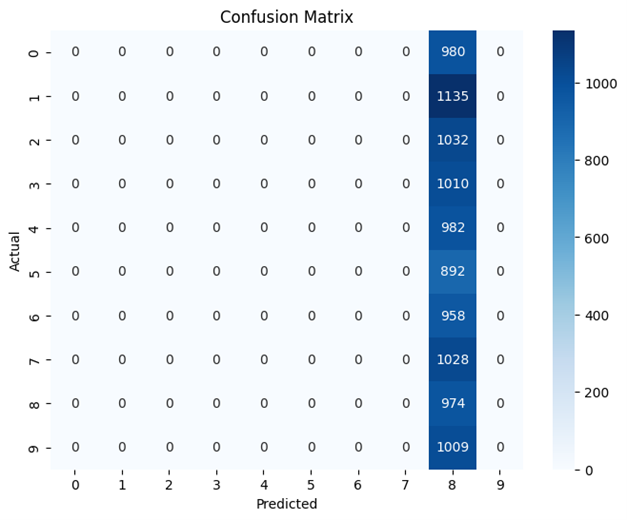 Confusion Matrix
0 0 0 0 0 0 0 0 0 980 0
1 0 0 0 0 0 0 0 0 1135 0
2 0 0 0 0 0 0 0 0 1032 0
3 0 0 0 0 0 0 0 0 1010 0
4 0 0 0 0 0 0 0 0 982 0
5 0 0 0 0 0 0 0 0 892 0
6 0 0 0 0 0 0 0 0 958 0
7 0 0 0 0 0 0 0 0 1028 0
8 0 0 0 0 0 0 0 0 974 0
9 0 0 0 0 0 0 0 0 1009 0
0 1 2 3 4 5 6 7 8 9
Predicted
Actual
1000
800
600
400
200
0